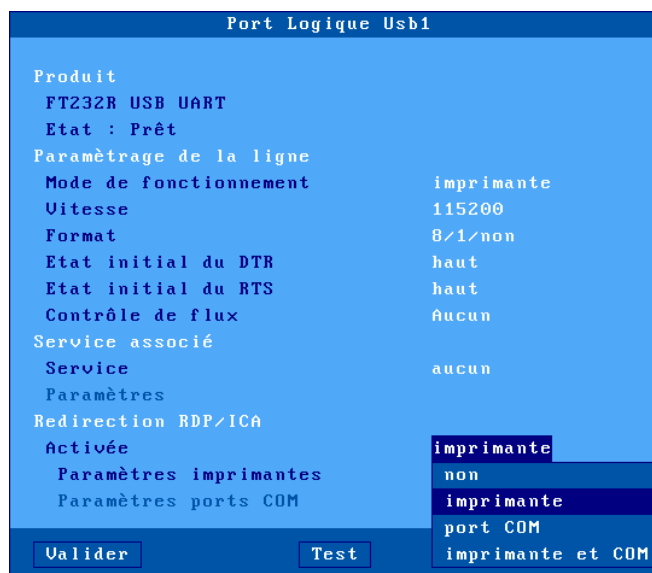 Port Logique Usb1
Produit
FT232R USB UART
Etat : Prêt
Paramètrage de la ligne
Mode de fonctionnement imprimante
Vitesse 115200
Format 8/1/non
Etat initial du DTR haut
Etat initial du RTS haut
Contrôle de flux Aucun
Service associé
Service aucun
Paramètres
Redirection RDP/ICA
Activée imprimante
Paramètres imprimantes non
Paramètres ports COM imprimante
port COM
Valider Test imprimante et COM